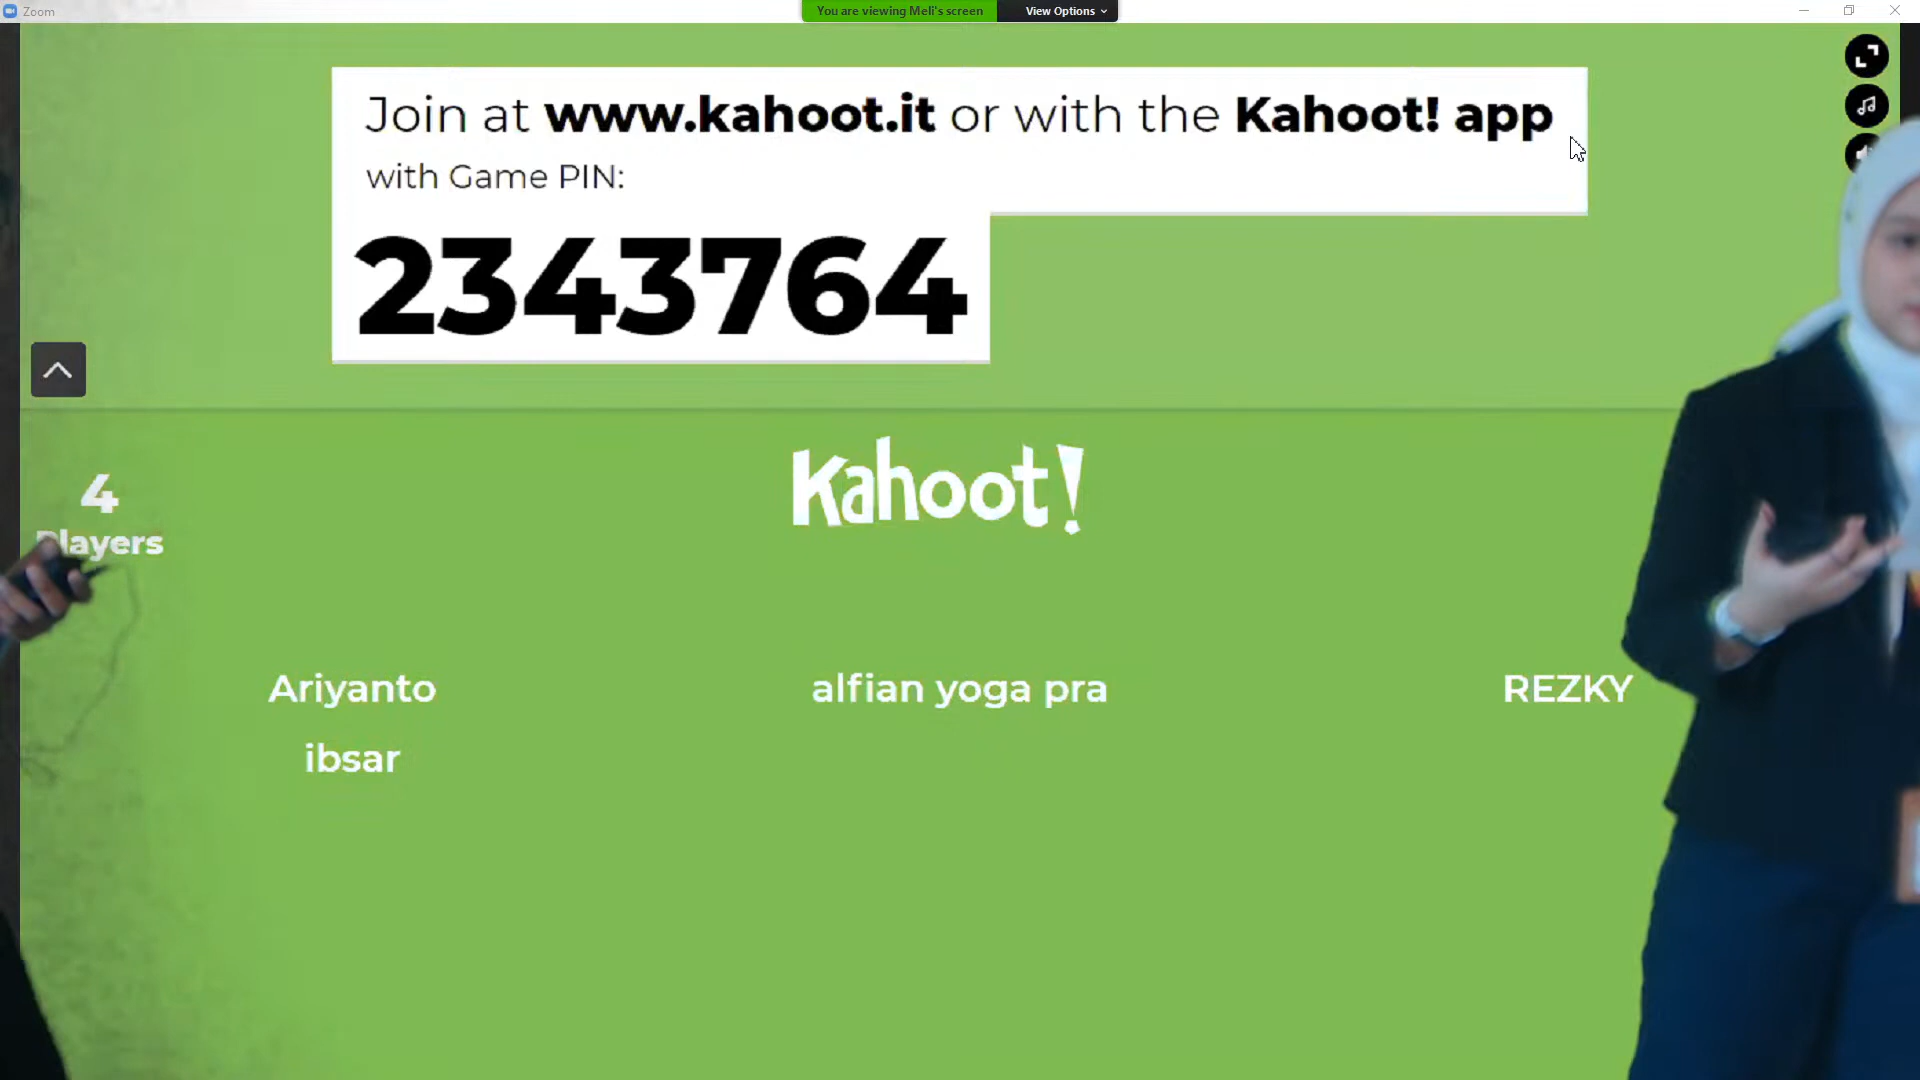 Zoom
You are viewing Meli's screen
View Options
Join at www.kahoot.it or with the Kahoot! app
with Game PIN:
2343764
4
Players
Kahoot!
Ariyanto
alfian yoga pra
REZKY
ibsar